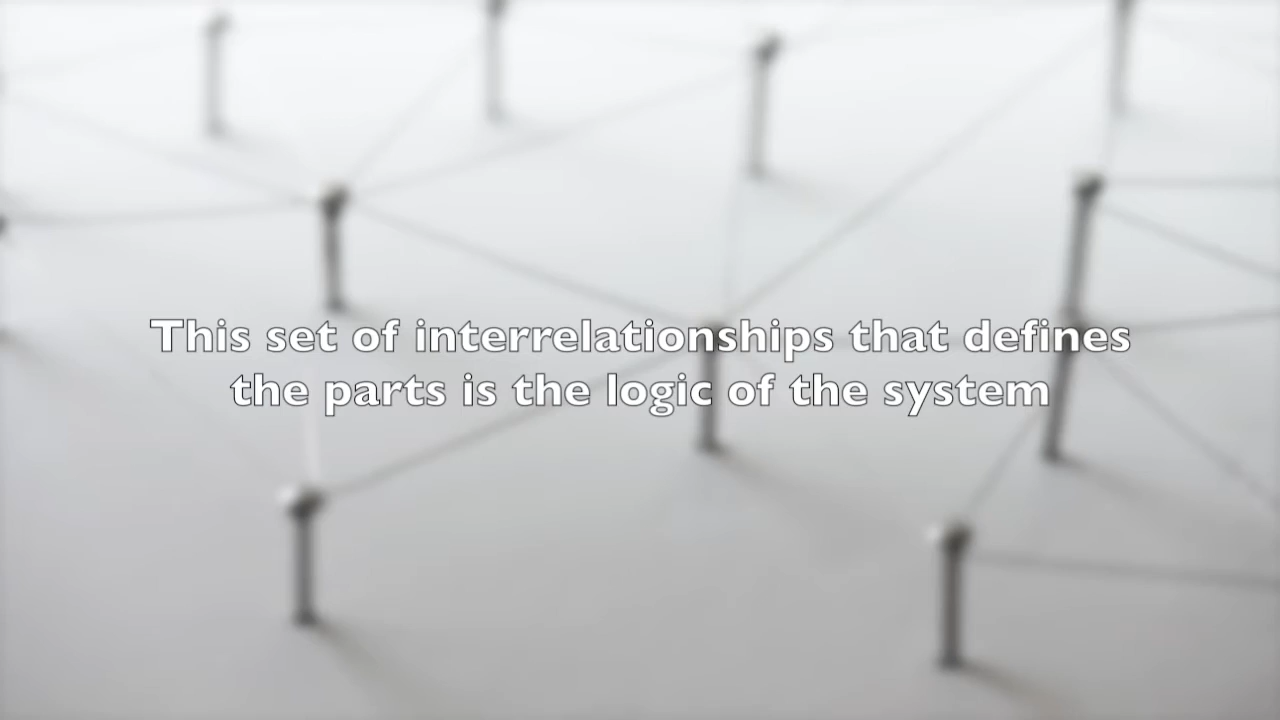 This set of interrelationships that defines
the parts is the logic of the system